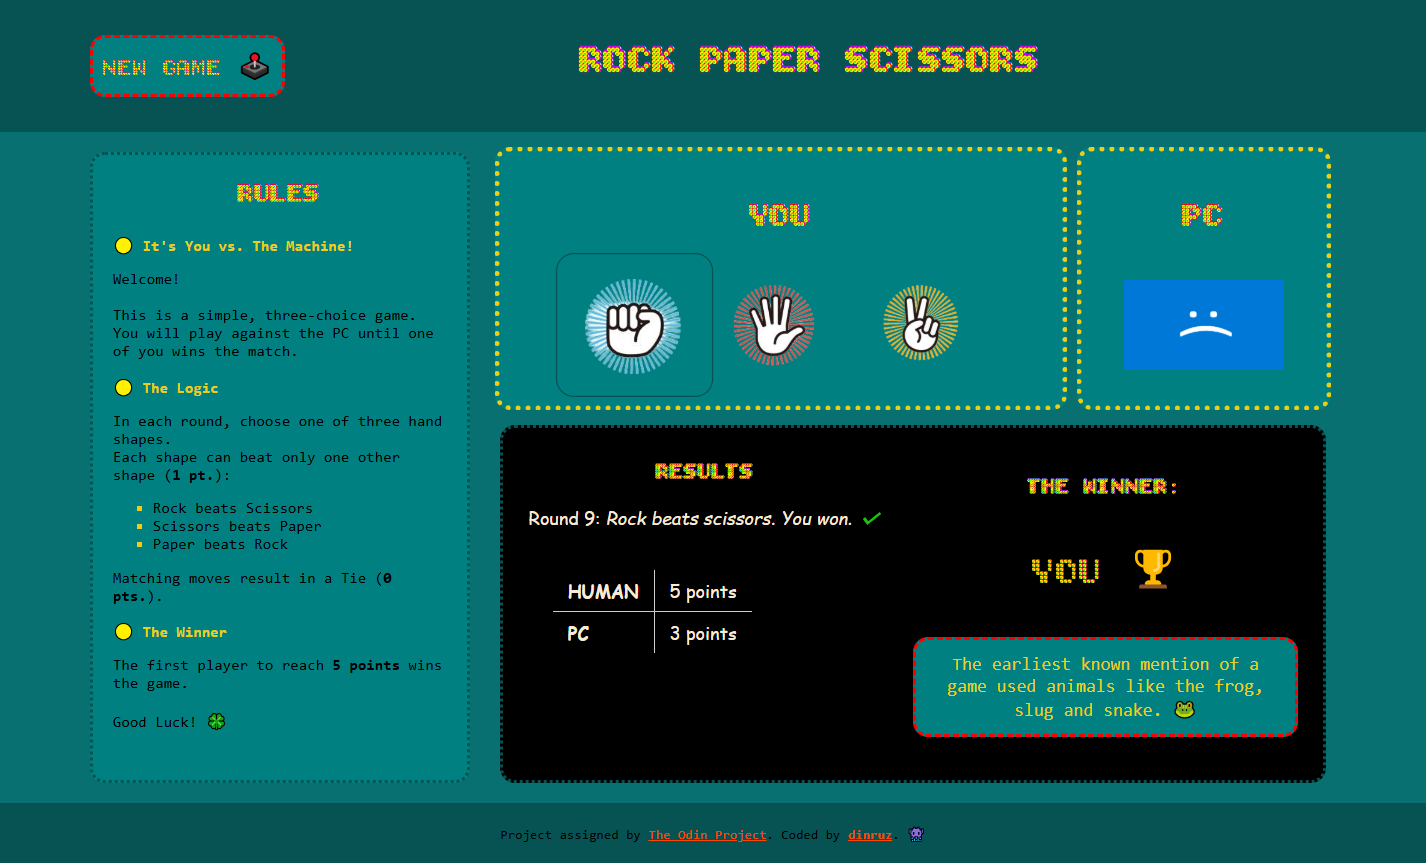 NEW GAME
ROCK PAPER SCISSORS
RULES
It's You vs. The Machine!
Welcome!
This is a simple, three-choice game.
You will play against the PC until one
of you wins the match.
The Logic
In each round, choose one of three hand
shapes.
Each shape can beat only one other
shape (1 pt.):
Rock beats Scissors
Scissors beats Paper
Paper beats Rock
Matching moves result in a Tie (0
pts.).
The Winner
The first player to reach 5 points wins
the game.
Good Luck!
YOU
PC
RESULTS
Round 9: Rock beats scissors. You won.
HUMAN 5 points
PC 3 points
THE WINNER:
YOU
The earliest known mention of a
game used animals like the frog,
slug and snake.
Project assigned by The Odin Project. Coded by dinruz.